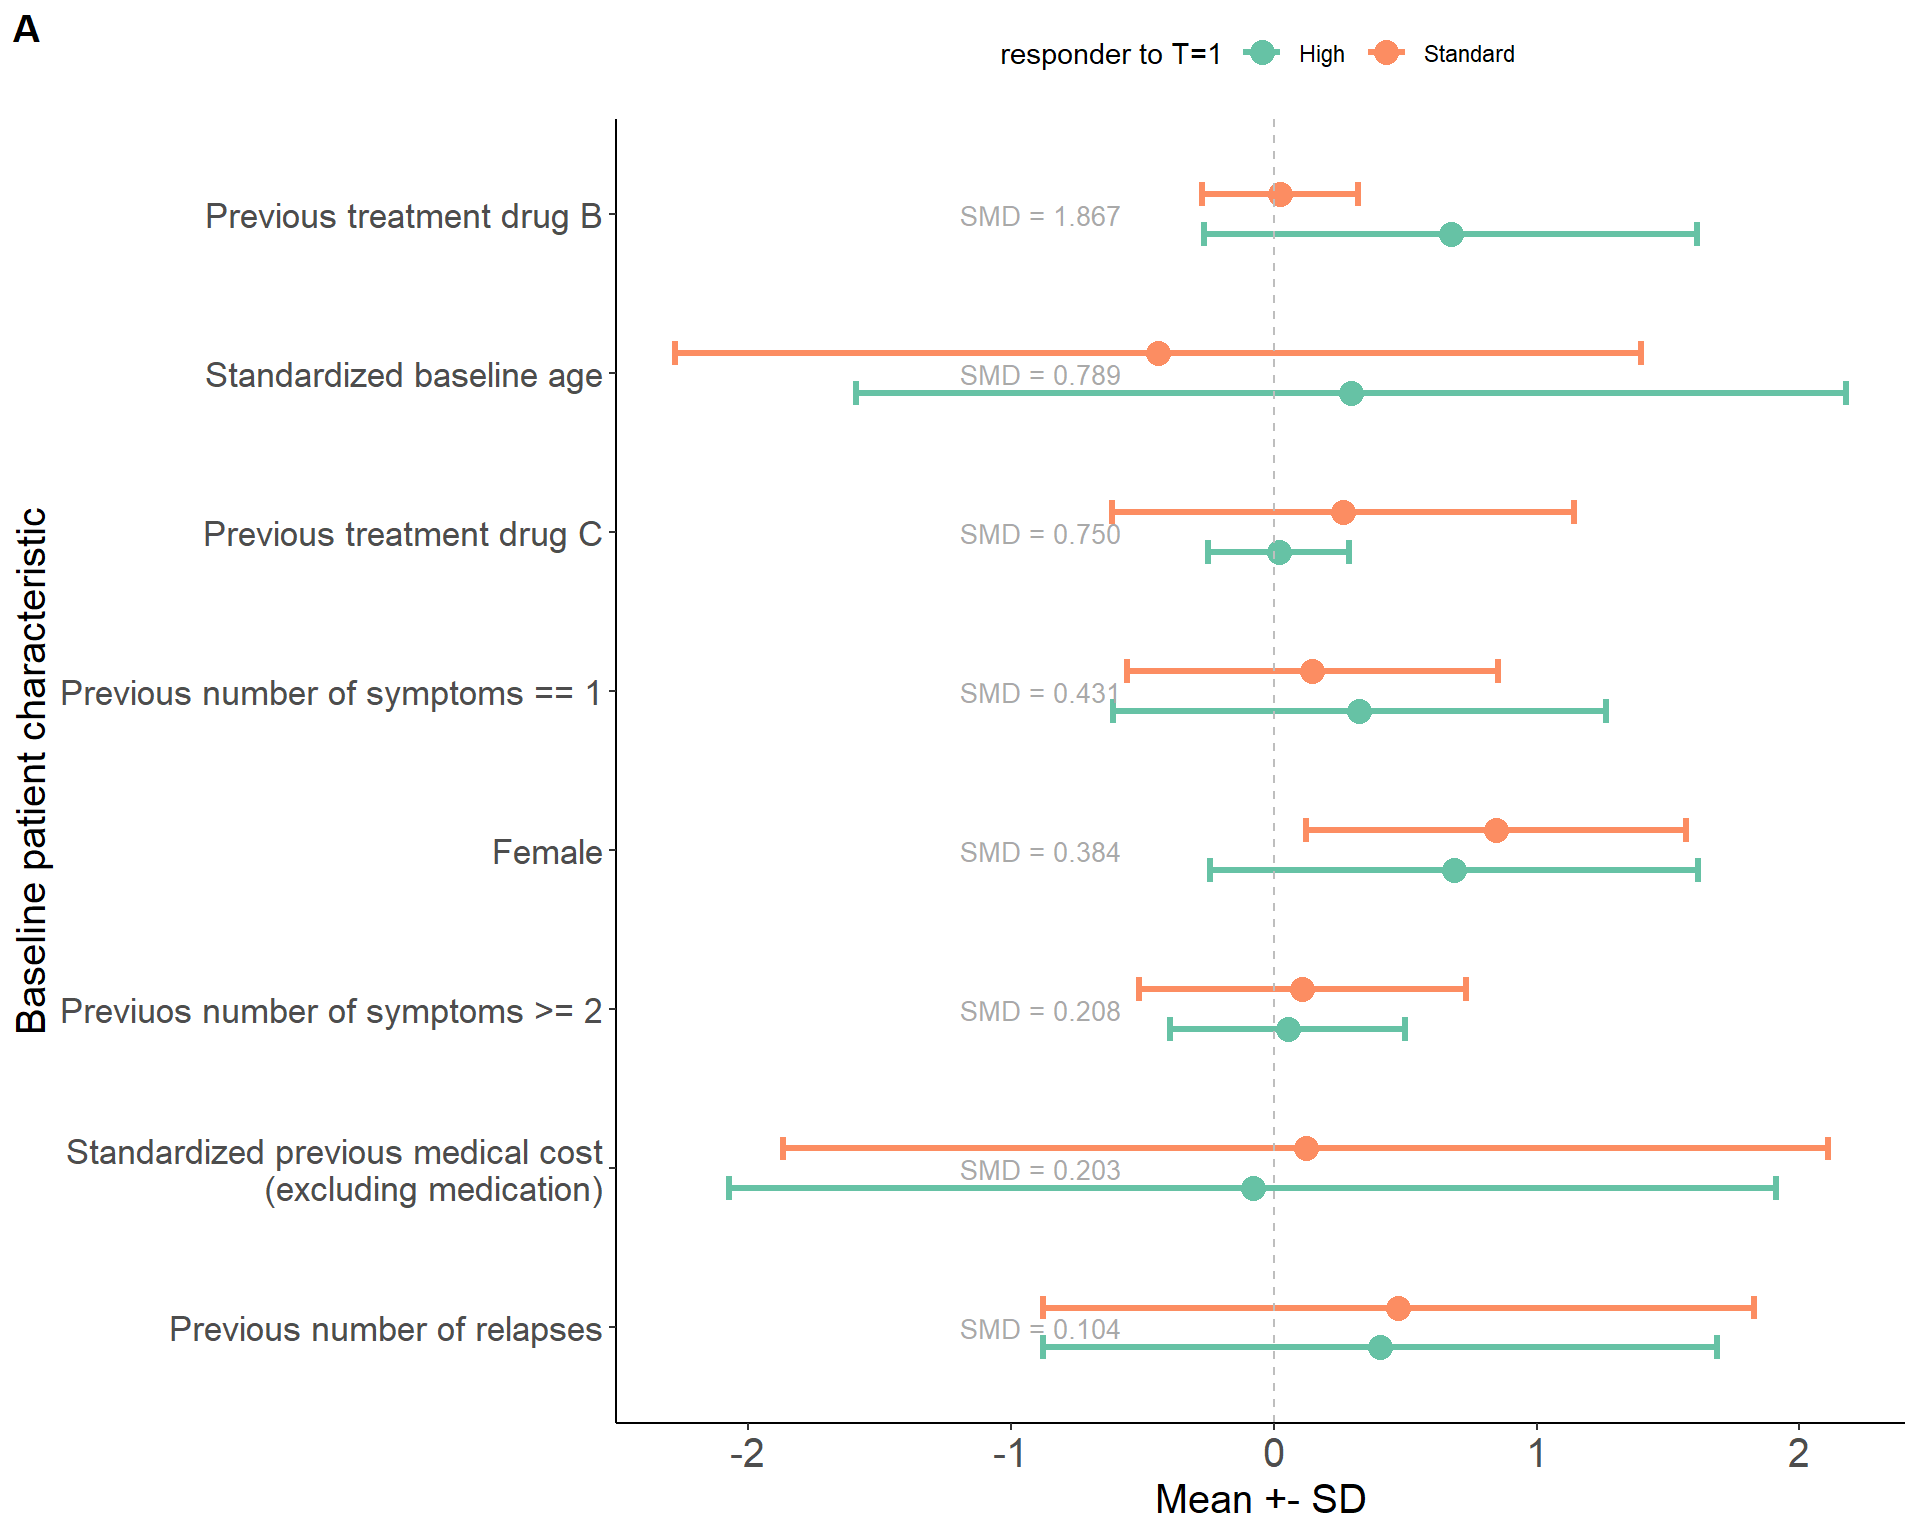 A
responder to T=1 High Standard
Previous treatment drug B
SMD = 1.867
Standardized baseline age
SMD = 0.789
Previous treatment drug C
SMD = 0.750
Previous number of symptoms == 1
SMD = 0.431
Female
SMD = 0.384
Previuos number of symptoms >= 2
SMD = 0.208
Standardized previous medical cost
(excluding medication)
SMD = 0.203
Previous number of relapses
SMD = 0.104
Baseline patient characteristic
-2 -1 0 1 2
Mean +- SD